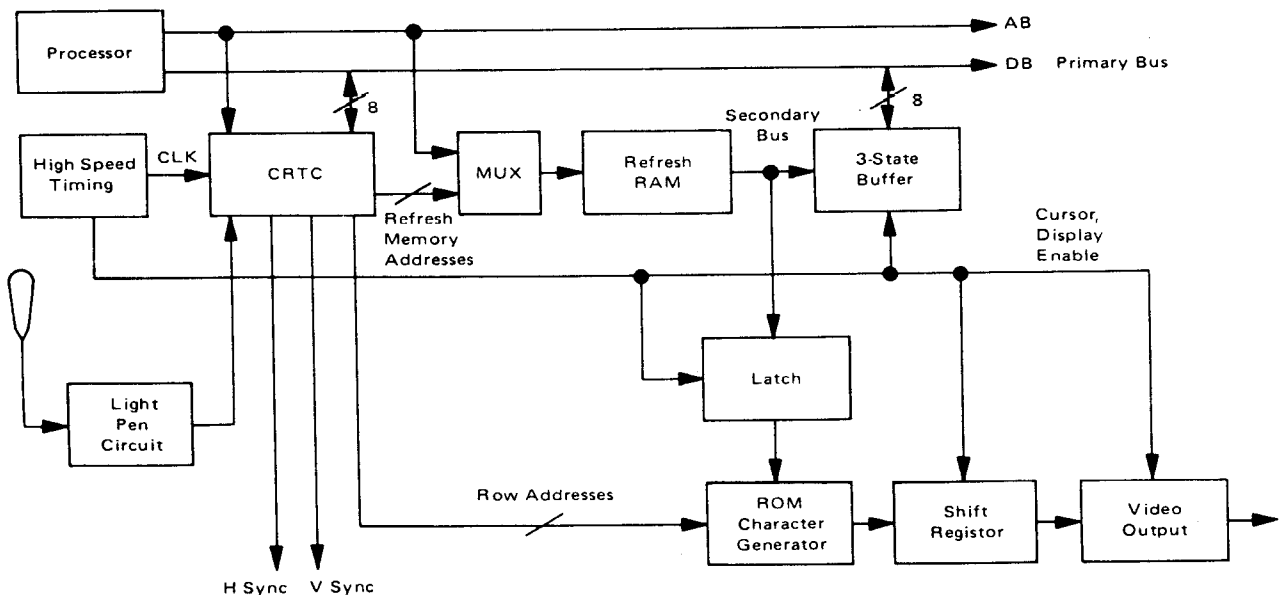 AB
Processor
DB Primary Bus
8
8
Secondary
Bus
High Speed
Timing
CLK
CRTC
MUX
Refresh
RAM
3-State
Buffer
Refresh
Memory
Addresses
Cursor,
Display
Enable
Latch
Light
Pen
Circuit
Row Addresses
ROM
Character
Generator
Shift
Registor
Video
Output
H Sync V Sync